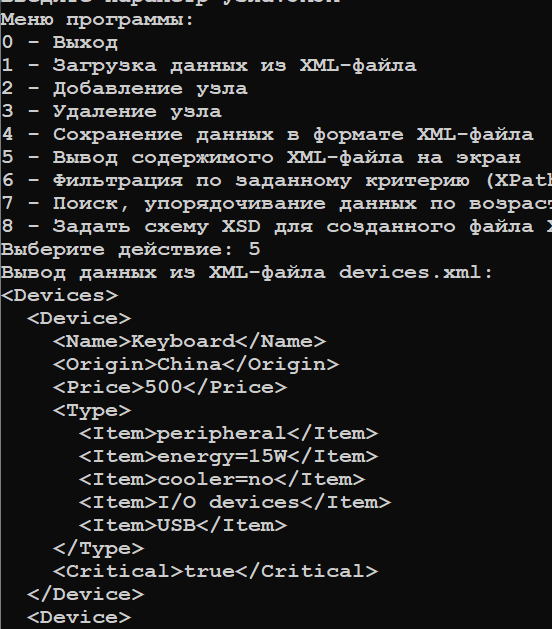 Введите параметр узла:
Меню программы:
0 - Выход
1 - Загрузка данных из XML-файла
2 - Добавление узла
3 - Удаление узла
4 - Сохранение данных в формате XML-файла
5 - Вывод содержимого XML-файла на экран
6 - Фильтрация по заданному критерию (XPath
7 - Поиск, упорядочивание данных по возраст
8 - Задать схему XSD для созданного файла X
Выберите действие: 5
Вывод данных из XML-файла devices.xml:
<Devices>
  <Device>
    <Name>Keyboard</Name>
    <Origin>China</Origin>
    <Price>500</Price>
    <Type>
      <Item>peripheral</Item>
      <Item>energy=15W</Item>
      <Item>cooler=no</Item>
      <Item>I/O devices</Item>
      <Item>USB</Item>
    </Type>
    <Critical>true</Critical>
  </Device>
  <Device>